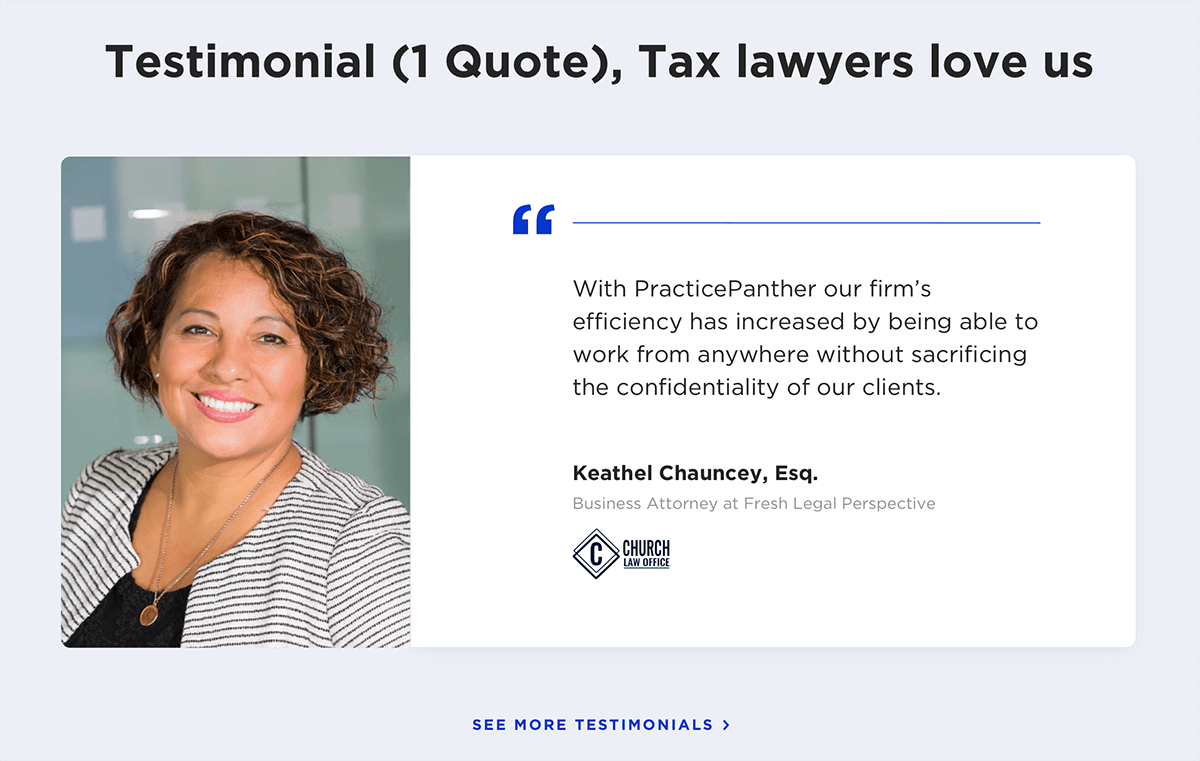 Testimonial (1 Quote), Tax lawyers love us
“
With PracticePanther our firm’s
efficiency has increased by being able to
work from anywhere without sacrificing
the confidentiality of our clients.
Keathel Chauncey, Esq.
Business Attorney at Fresh Legal Perspective
C CHURCH
LAW OFFICE
SEE MORE TESTIMONIALS >